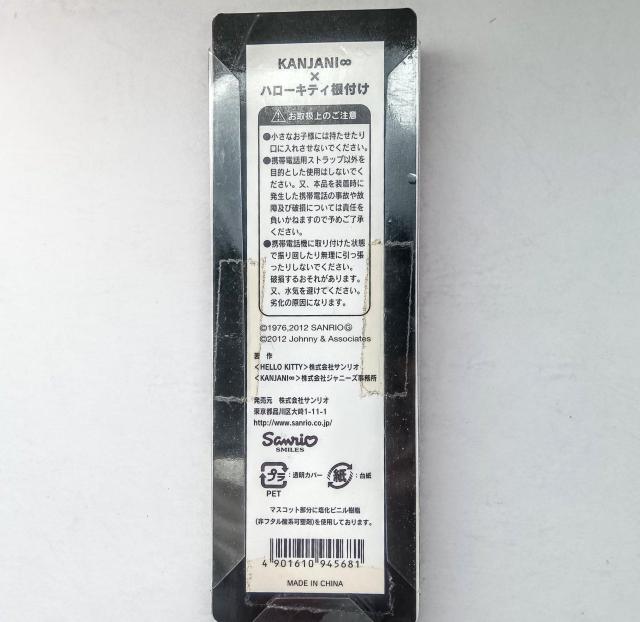 KANJANI∞
×
ハローキティ根付け
お取扱上のご注意
●小さなお子様には持たせたり
口に入れさせないでください。
●携帯電話用ストラップ以外を
目的とした使用はしないでく
ださい。又、本品を装着時に
発生した携帯電話の事故や故
障及び破損については責任を
負いかねますので予めご了承
ください。
●携帯電話機に取り付けた状態
で振り回したり無理に引っ張
ったりしないでください。
破損するおそれがあります。
又、水気を避けてください。
劣化の原因になります。
©1976,2012 SANRIO Ⓖ
©2012 Johnny & Associates
著 作
<HELLO KITTY>株式会社サンリオ
<KANJANI∞>株式会社ジャニーズ事務所
発売元 株式会社サンリオ
東京都品川区大崎1-11-1
http://www.sanrio.co.jp/
Sanrio
SMILES
プラ :透明カバー 紙 :台紙
PET
マスコット部分に塩化ビニル樹脂
(非フタル酸系可塑剤)を使用しております。
4 901610 945681
MADE IN CHINA